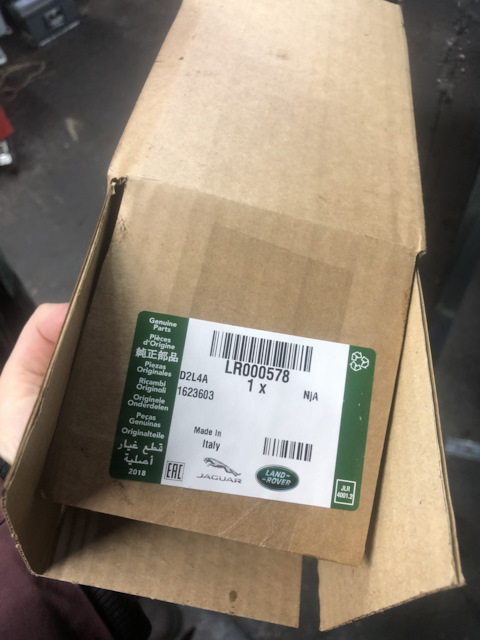 Genuine
Parts
Pièces
d'Origine
純正部品
Piezas
Originales
Ricambi
Originali
Originele
Onderdelen
Peças
Genuínas
Originalteile
قطع غيار
أصلية
2018
LR000578
D2L4A
1 x
N/A
1623603
Made In
Italy
EAC
JAGUAR
LAND-
ROVER
JLR
4001.2